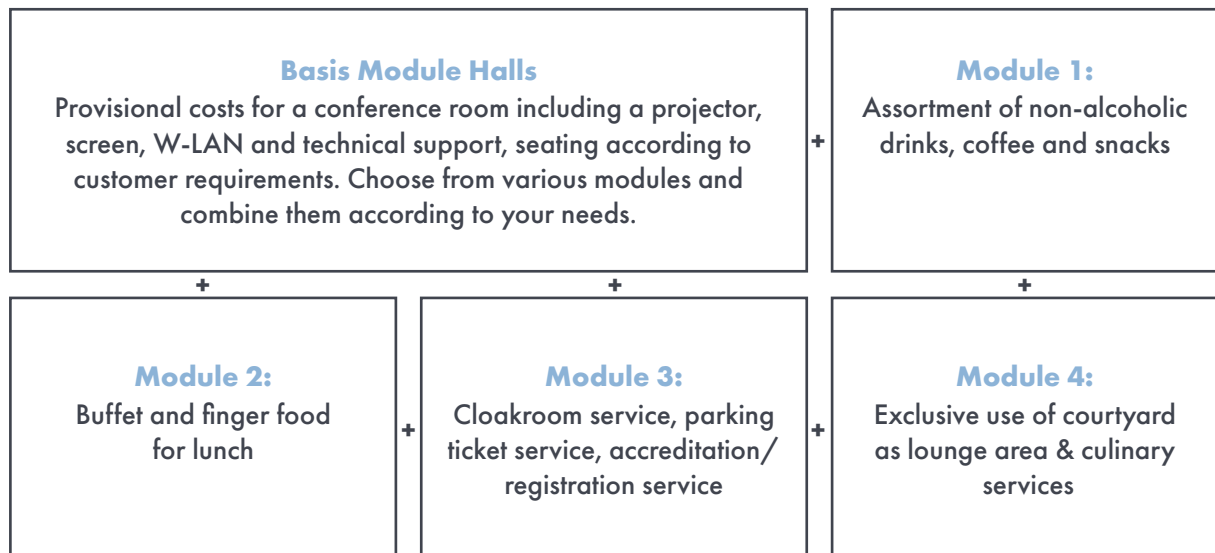 Basis Module Halls
Provisional costs for a conference room including a projector,
screen, W-LAN and technical support, seating according to
customer requirements. Choose from various modules and
combine them according to your needs.
+
Module 1:
Assortment of non-alcoholic
drinks, coffee and snacks
+
+
+
Module 2:
Buffet and finger food
for lunch
+
Module 3:
Cloakroom service, parking
ticket service, accreditation/
registration service
+
Module 4:
Exclusive use of courtyard
as lounge area & culinary
services